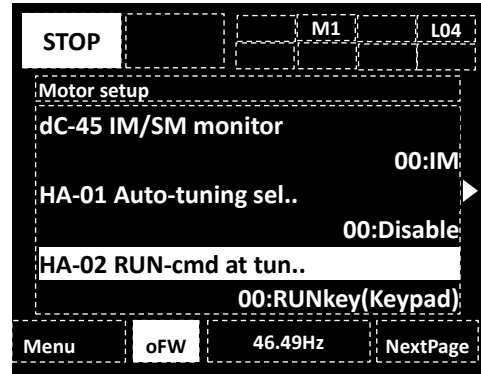 STOP M1 L04
Motor setup
dC-45 IM/SM monitor
00:IM
HA-01 Auto-tuning sel..
00:Disable
HA-02 RUN-cmd at tun..
00:RUNkey(Keypad)
Menu oFW 46.49Hz NextPage